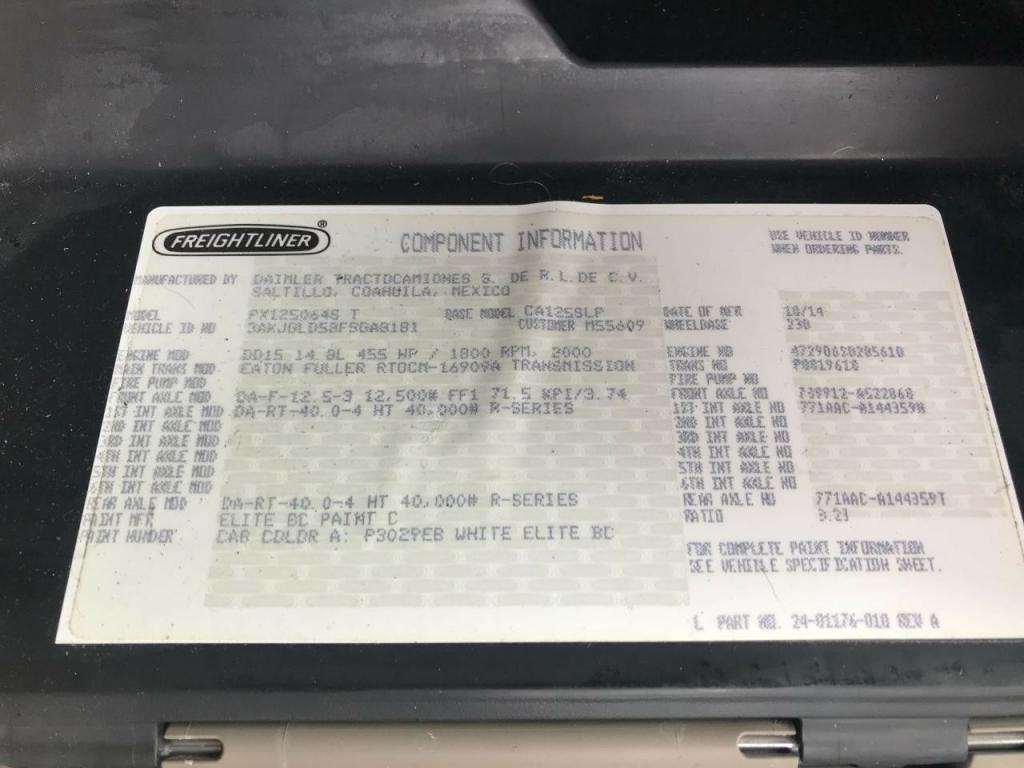 FREIGHTLINER®
COMPONENT INFORMATION
USE VEHICLE ID NUMBER
WHEN ORDERING PARTS.
MANUFACTURED BY DAIMLER TRACTOCAMIONES S. DE R.L. DE C.V.
SALTILLO, COAHUILA, MEXICO
MODEL PX125064S T BASE MODEL CA125SLP DATE OF MFR 10/14
VEHICLE ID NO CUSTOMER M55609 WHEELBASE 230
ENGINE MOD DD15 14.8L 455 HP / 1800 RPM, 2000 ENGINE NO 472906S0205610
MAIN TRANS MOD EATON FULLER RTOCM-16909A TRANSMISSION TRANS NO P0819618
FIRE PUMP MOD FIRE PUMP NO
FRONT AXLE MOD DA-F-12.5-3 12,500# FF1 71.5 KPI/3.74 FRONT AXLE NO
1ST INT AXLE MOD DA-RT-40.0-4 HT 40,000# R-SERIES 1ST INT AXLE NO
2ND INT AXLE MOD 2ND INT AXLE NO
3RD INT AXLE MOD 3RD INT AXLE NO
4TH INT AXLE MOD 4TH INT AXLE NO
5TH INT AXLE MOD 5TH INT AXLE NO
6TH INT AXLE MOD 6TH INT AXLE NO
REAR AXLE MOD DA-RT-40.0-4 HT 40,000# R-SERIES REAR AXLE NO 771AAC-A144359T
PAINT MFR ELITE BC PAINT C RATIO 3.23
PAINT NUMBER CAB COLOR A: P3029EB WHITE ELITE BC
FOR COMPLETE PAINT INFORMATION
SEE VEHICLE SPECIFICATION SHEET.
L PART NO. 24-01176-010 REV A